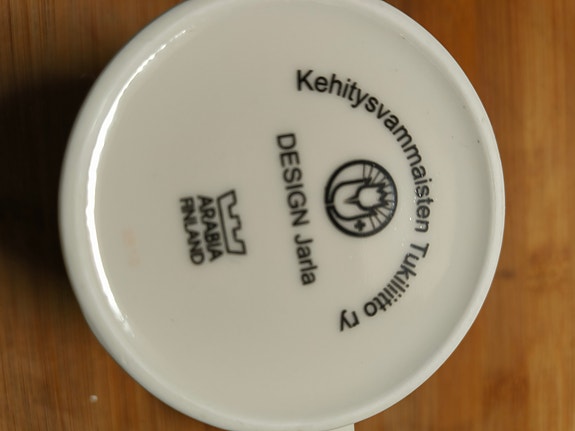 Kehitysvammaisten Tukiliitto ry
DESIGN Jarla
ARABIA
FINLAND